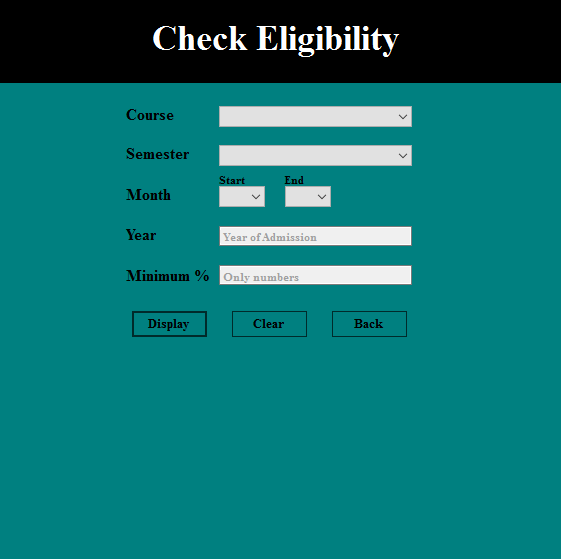 Check Eligibility
Course
Semester
Start End
Month
Year Year of Admission
Minimum % Only numbers
Display Clear Back